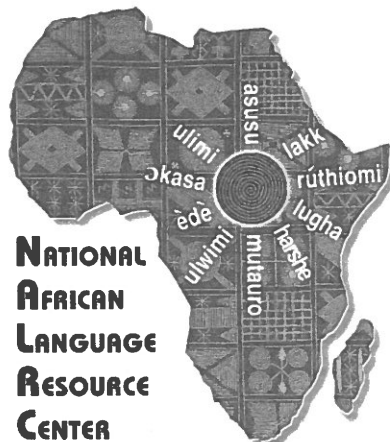 asusu
lakk
rúthiomi
lugha
harshe
mutauro
ulwimi
èdè
ɔkasa
ulimi
NATIONAL
AFRICAN
LANGUAGE
RESOURCE
CENTER